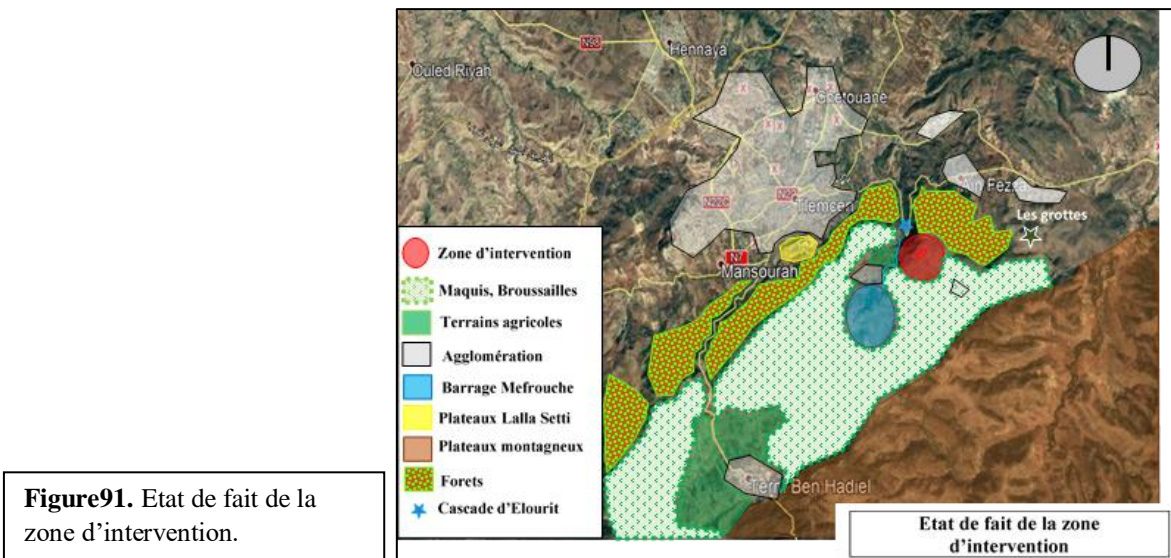 Figure91. Etat de fait de la
zone d’intervention.
N98
Hennaya
Ouled Riyah
Chetouane
X
X
X
X
X
X
N22C
N22
Tlemcen
N7
Mansourah
Ain Fezza
Les grottes
Terni Ben Hadiel
Zone d’intervention
Maquis, Broussailles
Terrains agricoles
Agglomération
Barrage Mefrouche
Plateaux Lalla Setti
Plateaux montagneux
Forets
Cascade d’Elourit
Etat de fait de la zone
d’intervention